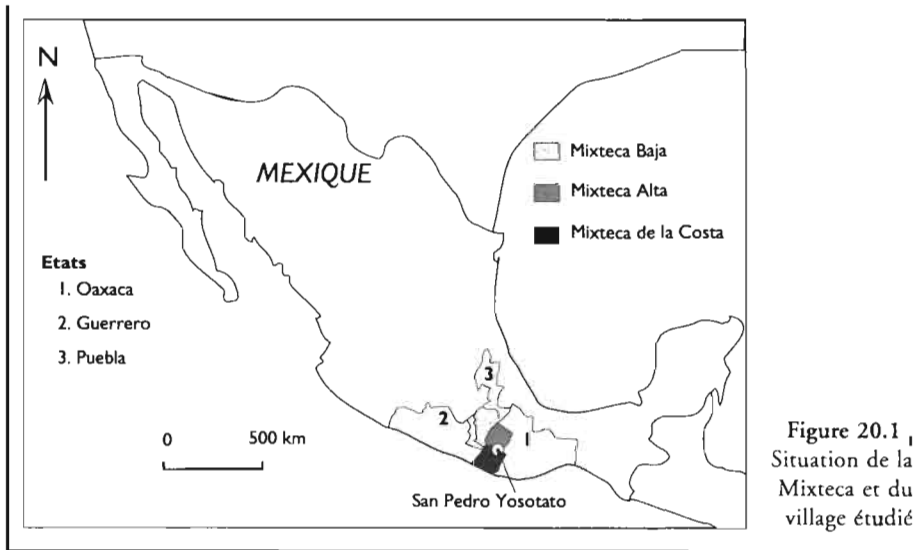 N
MEXIQUE
Mixteca Baja
Mixteca Alta
Mixteca de la Costa
Etats
1. Oaxaca
2. Guerrero
3. Puebla
3
2
1
0 500 km
San Pedro Yosotato
Figure 20.1
Situation de la
Mixteca et du
village étudié